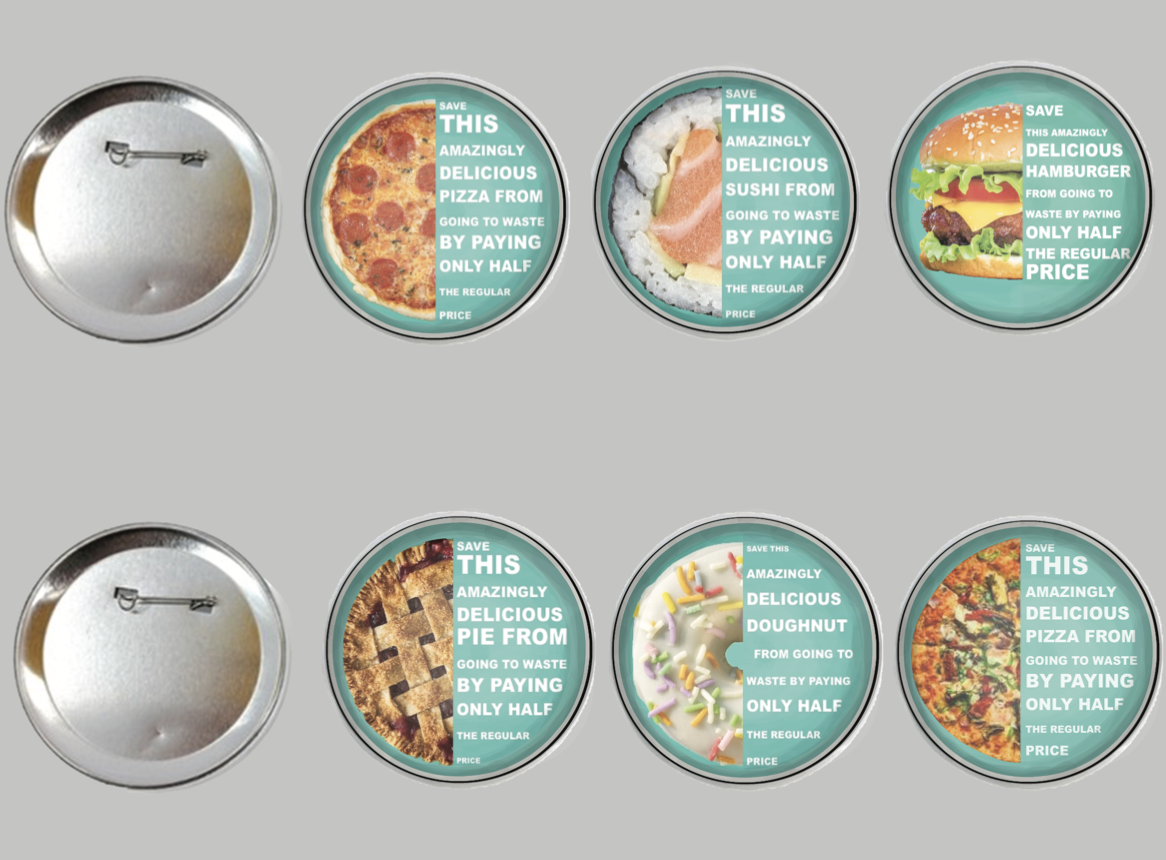 SAVE
THIS
AMAZINGLY
DELICIOUS
PIZZA FROM
GOING TO WASTE
BY PAYING
ONLY HALF
THE REGULAR
PRICE
SAVE
THIS
AMAZINGLY
DELICIOUS
SUSHI FROM
GOING TO WASTE
BY PAYING
ONLY HALF
THE REGULAR
PRICE
SAVE
THIS AMAZINGLY
DELICIOUS
HAMBURGER
FROM GOING TO
WASTE BY PAYING
ONLY HALF
THE REGULAR
PRICE
SAVE
THIS
AMAZINGLY
DELICIOUS
PIE FROM
GOING TO WASTE
BY PAYING
ONLY HALF
THE REGULAR
PRICE
SAVE THIS
AMAZINGLY
DELICIOUS
DOUGHNUT
FROM GOING TO
WASTE BY PAYING
ONLY HALF
THE REGULAR
PRICE
SAVE
THIS
AMAZINGLY
DELICIOUS
PIZZA FROM
GOING TO WASTE
BY PAYING
ONLY HALF
THE REGULAR
PRICE